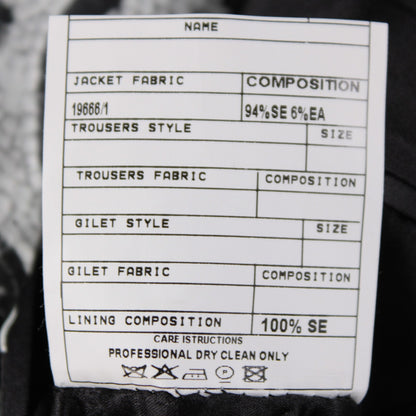 NAME
JACKET FABRIC COMPOSITION
19666/1 94%SE 6%EA
TROUSERS STYLE SIZE
TROUSERS FABRIC COMPOSITION
GILET STYLE SIZE
GILET FABRIC COMPOSITION
LINING COMPOSITION 100% SE
CARE ISTRUCTIONS
PROFESSIONAL DRY CLEAN ONLY